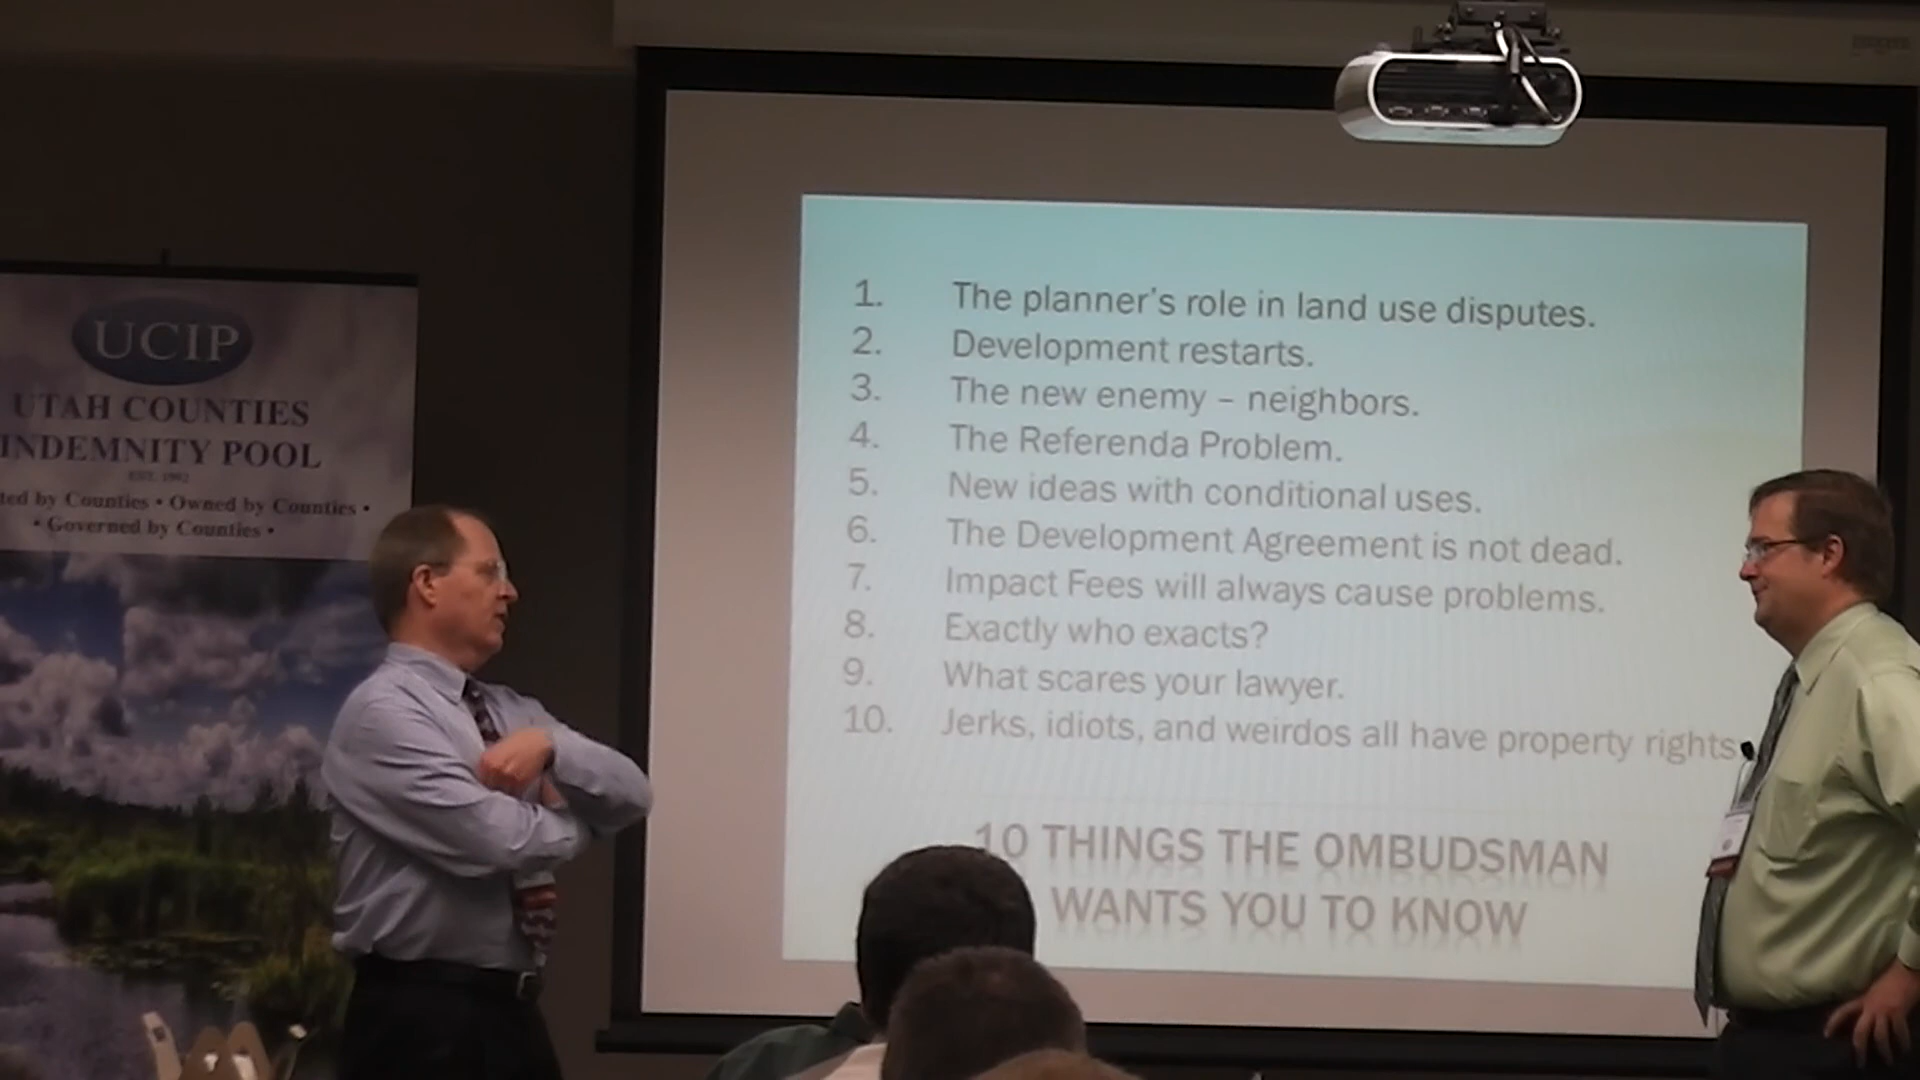 UCIP
UTAH COUNTIES
INDEMNITY POOL
ted by Counties • Owned by Counties •
• Governed by Counties •
1. The planner's role in land use disputes.
2. Development restarts.
3. The new enemy – neighbors.
4. The Referenda Problem.
5. New ideas with conditional uses.
6. The Development Agreement is not dead.
7. Impact Fees will always cause problems.
8. Exactly who exacts?
9. What scares your lawyer.
10. Jerks, idiots, and weirdos all have property rights
10 THINGS THE OMBUDSMAN
WANTS YOU TO KNOW